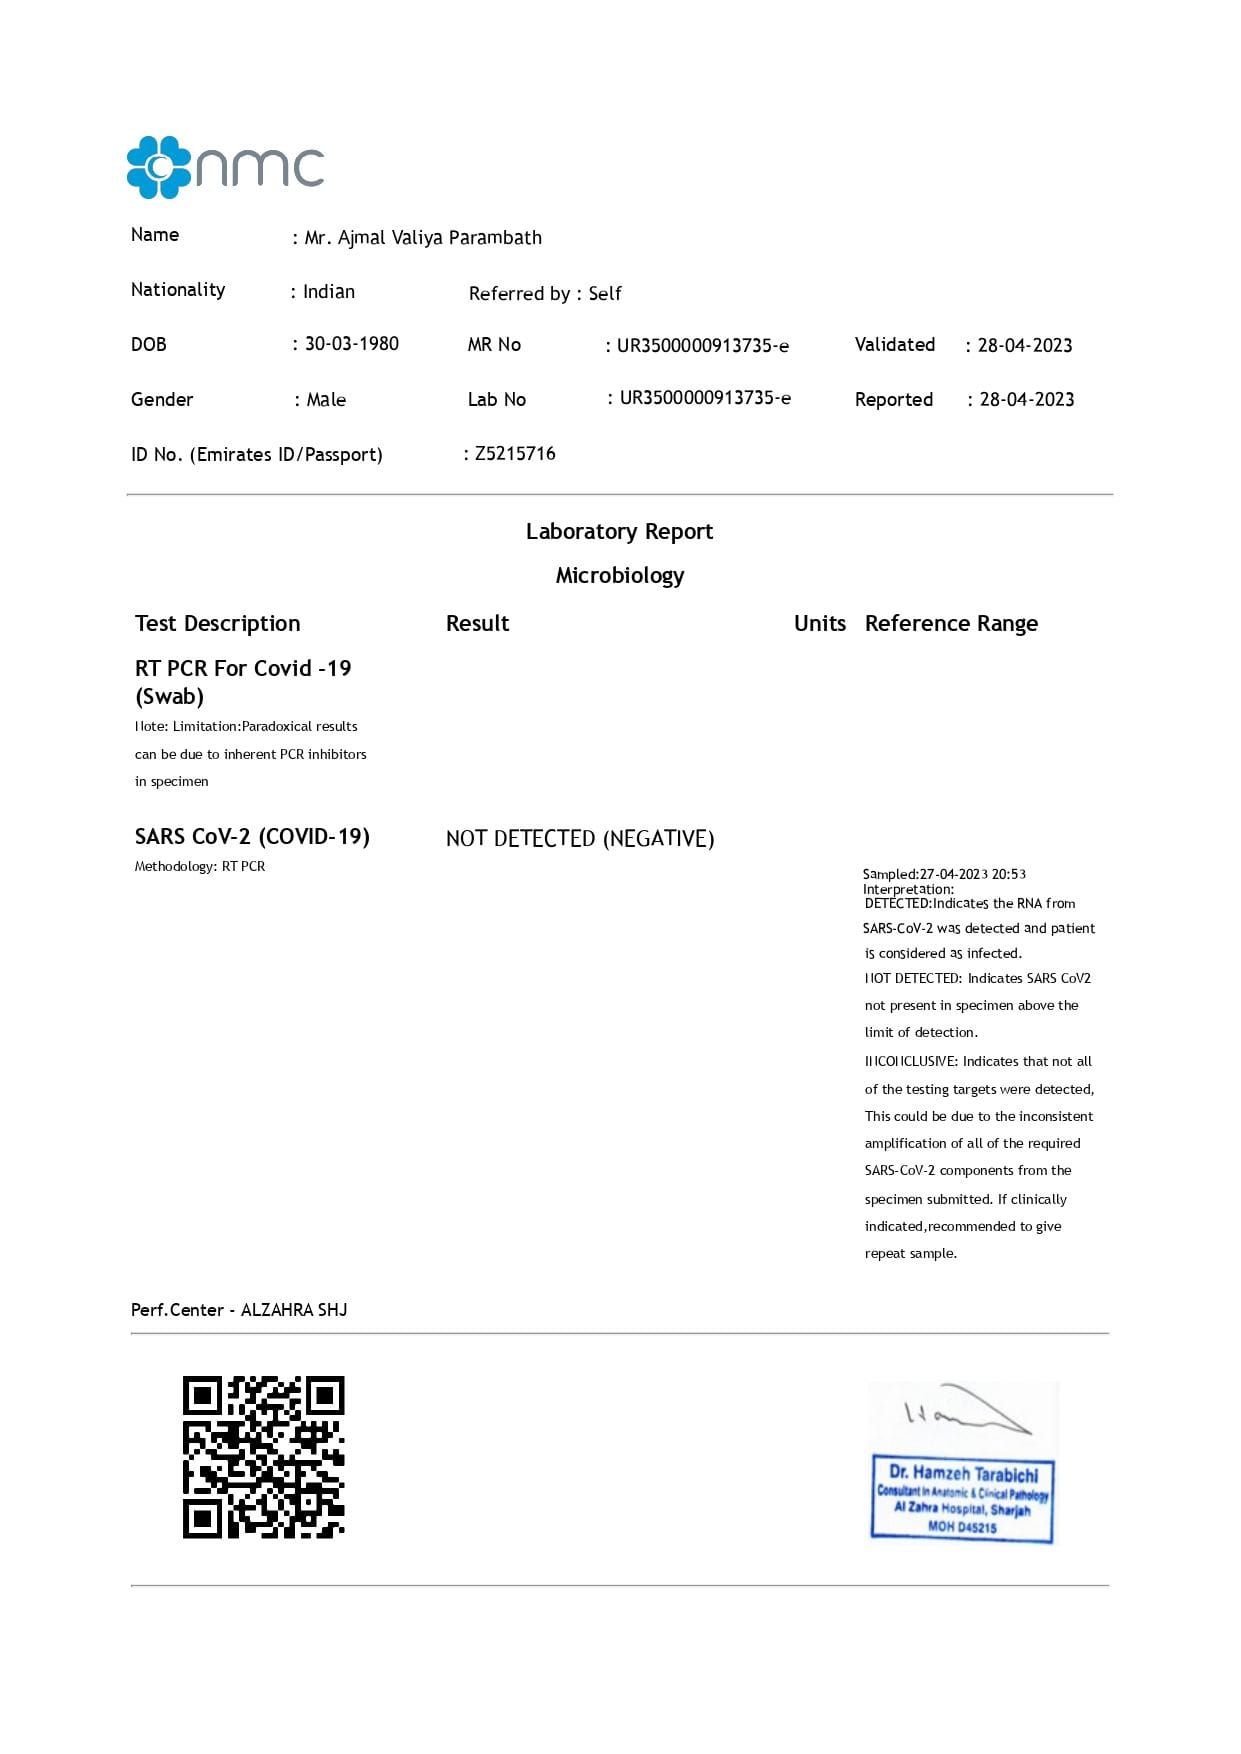 nmc
Name : Mr. Ajmal Valiya Parambath
Nationality : Indian Referred by : Self
DOB : 30-03-1980 MR No : UR3500000913735-e Validated : 28-04-2023
Gender : Male Lab No : UR3500000913735-e Reported : 28-04-2023
ID No. (Emirates ID/Passport) : Z5215716
Laboratory Report
Microbiology
Test Description Result Units Reference Range
RT PCR For Covid -19
(Swab)
Note: Limitation:Paradoxical results
can be due to inherent PCR inhibitors
in specimen
SARS CoV-2 (COVID-19) NOT DETECTED (NEGATIVE)
Methodology: RT PCR
Sampled:27-04-2023 20:53
Interpretation:
DETECTED:Indicates the RNA from
SARS-CoV-2 was detected and patient
is considered as infected.
NOT DETECTED: Indicates SARS CoV2
not present in specimen above the
limit of detection.
INCONCLUSIVE: Indicates that not all
of the testing targets were detected,
This could be due to the inconsistent
amplification of all of the required
SARS-CoV-2 components from the
specimen submitted. If clinically
indicated,recommended to give
repeat sample.
Perf.Center - ALZAHRA SHJ
Dr. Hamzeh Tarabichi
Consultant in Anatomic & Clinical Pathology
Al Zahra Hospital, Sharjah
MOH D45215